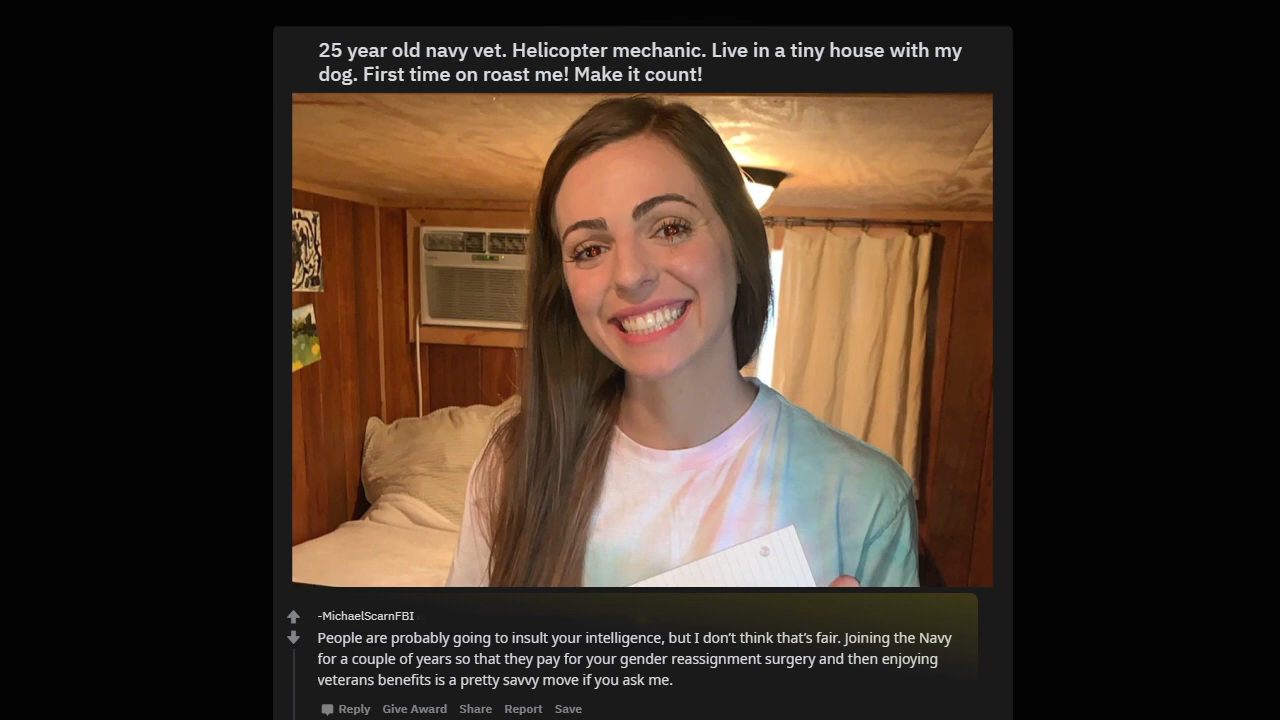 25 year old navy vet. Helicopter mechanic. Live in a tiny house with my
dog. First time on roast me! Make it count!
-MichaelScarnFBI
People are probably going to insult your intelligence, but I don’t think that’s fair. Joining the Navy
for a couple of years so that they pay for your gender reassignment surgery and then enjoying
veterans benefits is a pretty savvy move if you ask me.
Reply Give Award Share Report Save